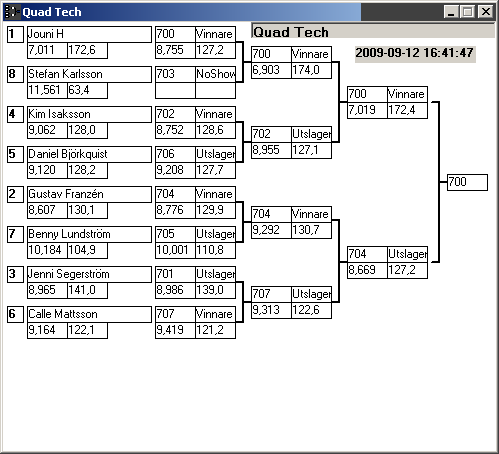 Quad Tech
Quad Tech
2009-09-12 16:41:47
1 Jouni H 700 Vinnare
7,011 172,6 8,755 127,2
8 Stefan Karlsson 703 NoShow
11,561 63,4
4 Kim Isaksson 702 Vinnare
9,062 128,0 8,752 128,6
5 Daniel Björkquist 706 Utslagen
9,120 128,2 9,208 127,7
2 Gustav Franzén 704 Vinnare
8,607 130,1 8,776 129,9
7 Benny Lundström 705 Utslagen
10,184 104,9 10,001 110,8
3 Jenni Segerström 701 Utslagen
8,965 141,0 8,986 139,0
6 Calle Mattsson 707 Vinnare
9,164 122,1 9,419 121,2
700 Vinnare
6,903 174,0
702 Utslagen
8,955 127,1
704 Vinnare
9,292 130,7
707 Utslagen
9,313 122,6
700 Vinnare
7,019 172,4
704 Utslagen
8,669 127,2
700